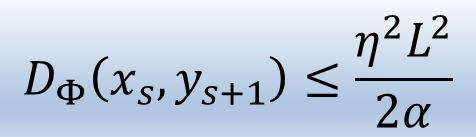 D_Φ(x_s, y_{s+1}) ≤ η²L² / 2α